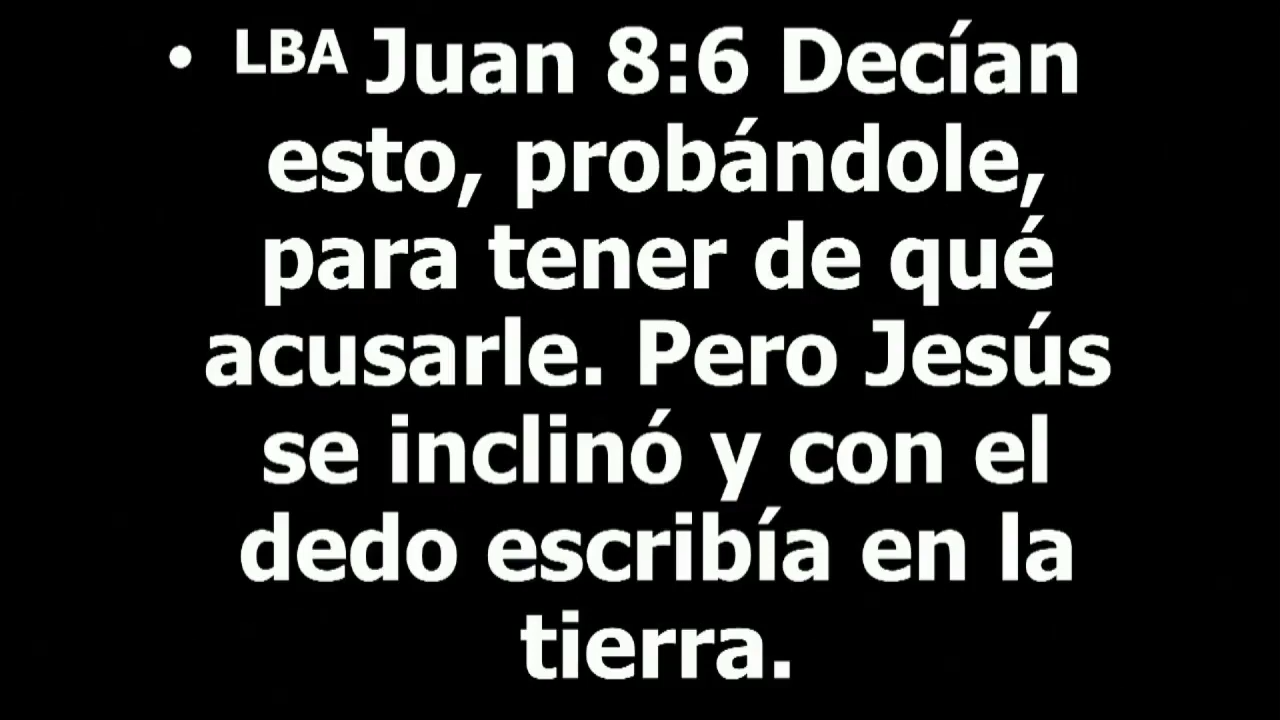 • LBA Juan 8:6 Decían
esto, probándole,
para tener de qué
acusarle. Pero Jesús
se inclinó y con el
dedo escribía en la
tierra.